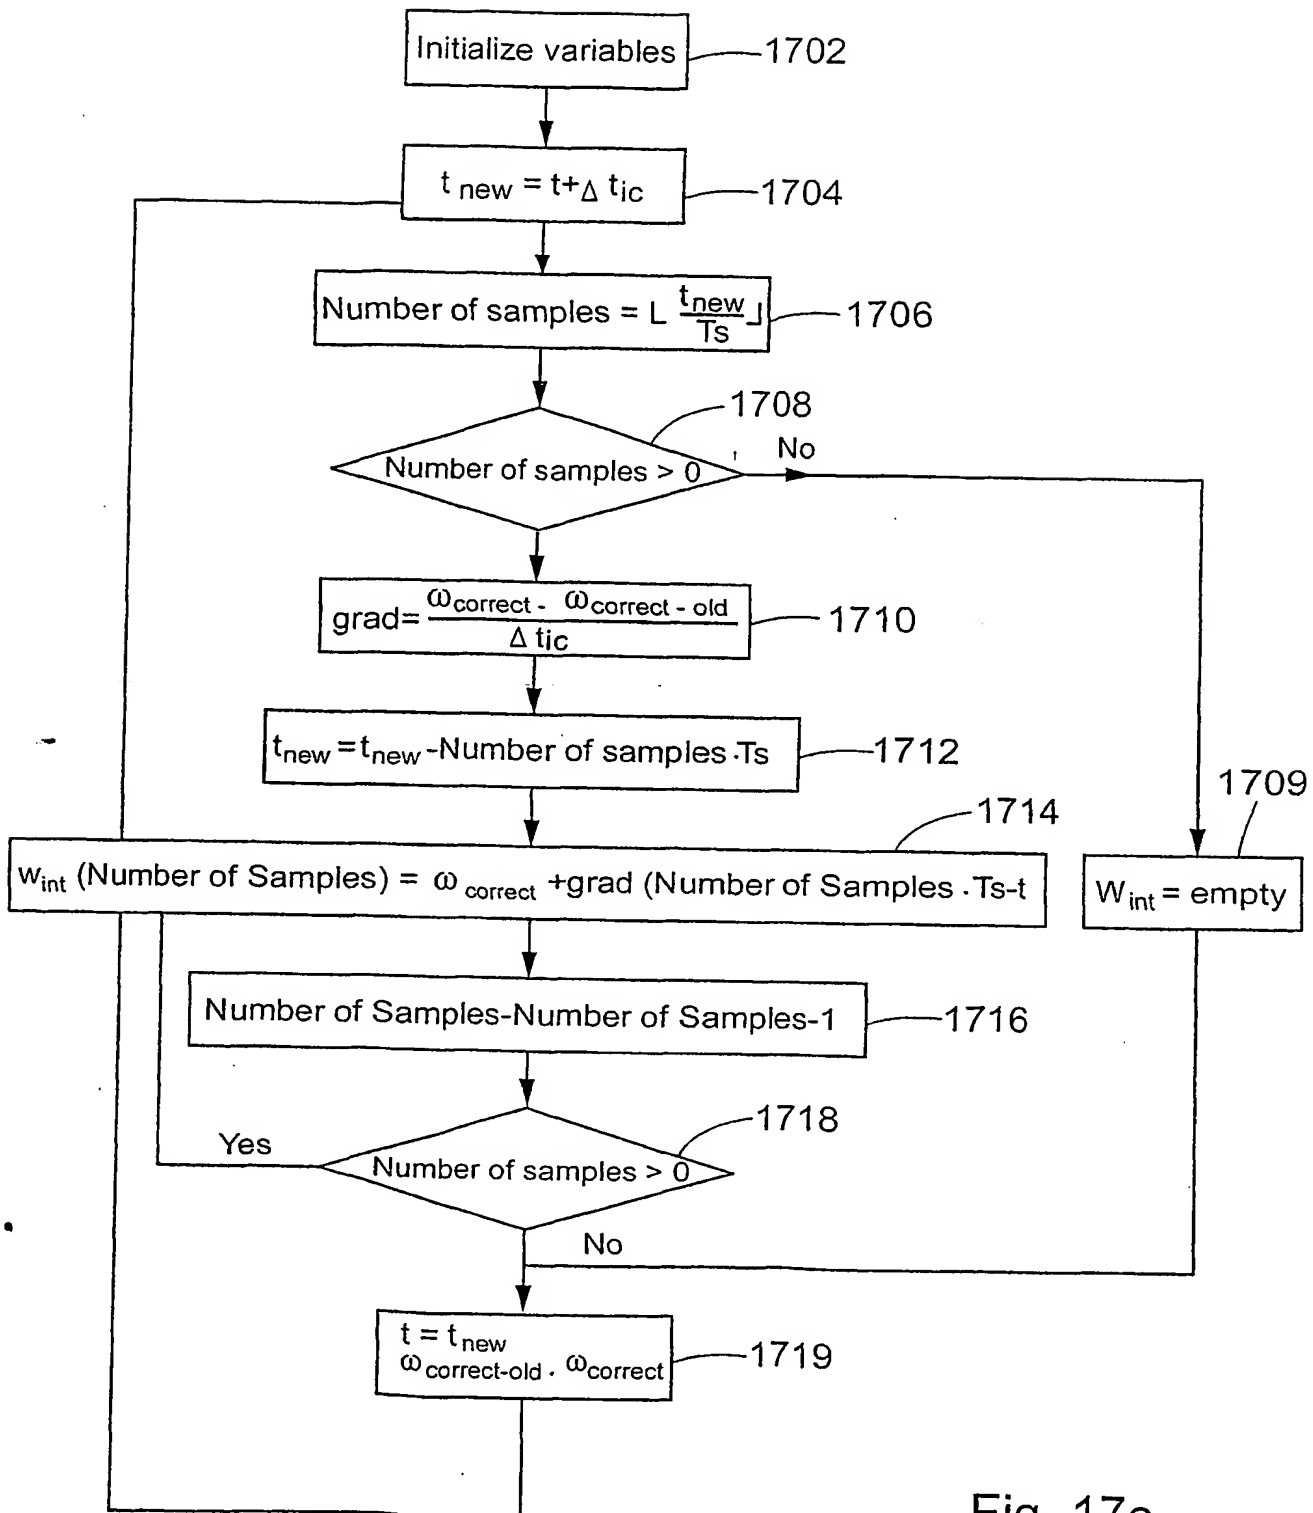 Initialize variables
1702
t new = t+Δ tic
1704
Number of samples = L tnew/Ts ⌋
1706
1708
Number of samples > 0
No
grad= ωcorrect - ωcorrect - old / Δ tic
1710
tnew = tnew -Number of samples ·Ts
1712
1709
1714
wint (Number of Samples) = ω correct +grad (Number of Samples · Ts-t
Wint = empty
Number of Samples-Number of Samples-1
1716
1718
Yes
Number of samples > 0
No
t = tnew
ωcorrect-old · ωcorrect
1719
Fig. 17e